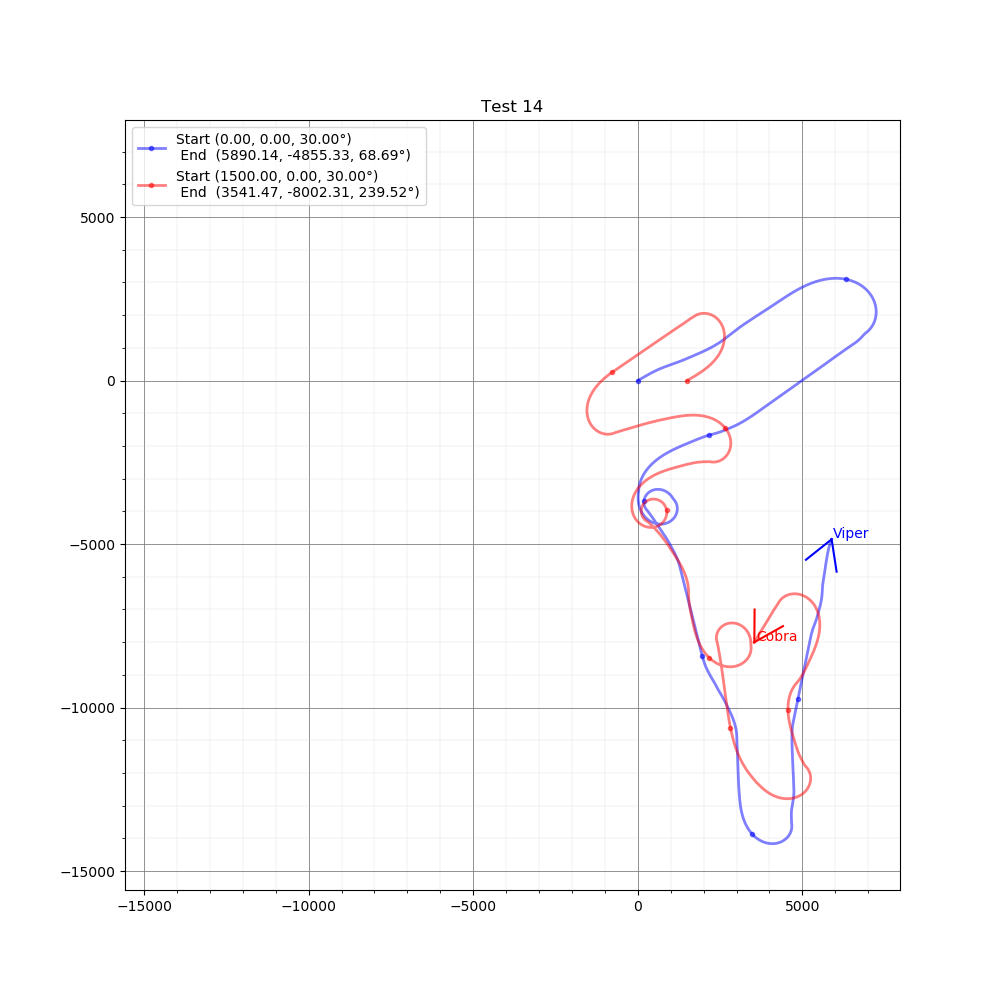 Test 14
Start (0.00, 0.00, 30.00°)
End  (5890.14, -4855.33, 68.69°)
Start (1500.00, 0.00, 30.00°)
End  (3541.47, -8002.31, 239.52°)
5000
0
−5000
−10000
−15000
Viper
Cobra
−15000
−10000
−5000
0
5000